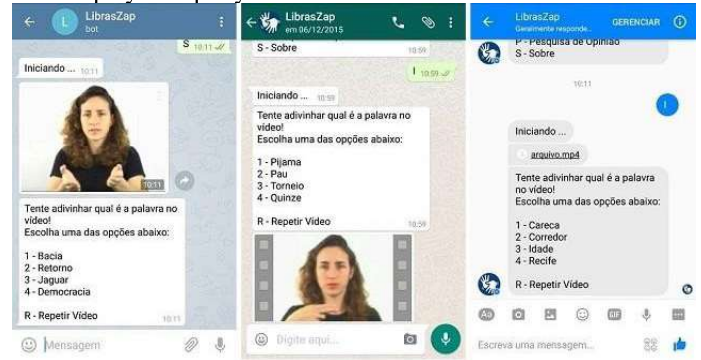 LibrasZap
bot
L
S 10:11
Iniciando ... 10:11
10:11
Tente adivinhar qual é a palavra no
vídeo!
Escolha uma das opções abaixo:
1 - Bacia
2 - Retorno
3 - Jaguar
4 - Democracia
R - Repetir Vídeo 10:11
Mensagem
LibrasZap
em 06/12/2015
S - Sobre 10:59
I 10:59
Iniciando ... 10:59
Tente adivinhar qual é a palavra no
vídeo!
Escolha uma das opções abaixo:
1 - Pijama
2 - Pau
3 - Torneio
4 - Quinze
R - Repetir Vídeo 10:59
Digite aqui...
LibrasZap
Geralmente responde...
GERENCIAR
P - Pesquisa de Opinião
S - Sobre
10:11
I
Iniciando ...
arquivo.mp4
Tente adivinhar qual é a palavra
no vídeo!
Escolha uma das opções abaixo:
1 - Careca
2 - Corredor
3 - Idade
4 - Recife
R - Repetir Vídeo
Aa
GIF
Escreva uma mensagem...